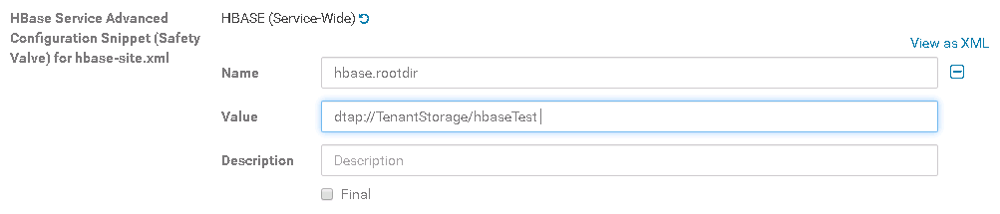 HBase Service Advanced
Configuration Snippet (Safety
Valve) for hbase-site.xml
HBASE (Service-Wide)
View as XML
Name
hbase.rootdir
Value
dtap://TenantStorage/hbaseTest
Description
Description
Final